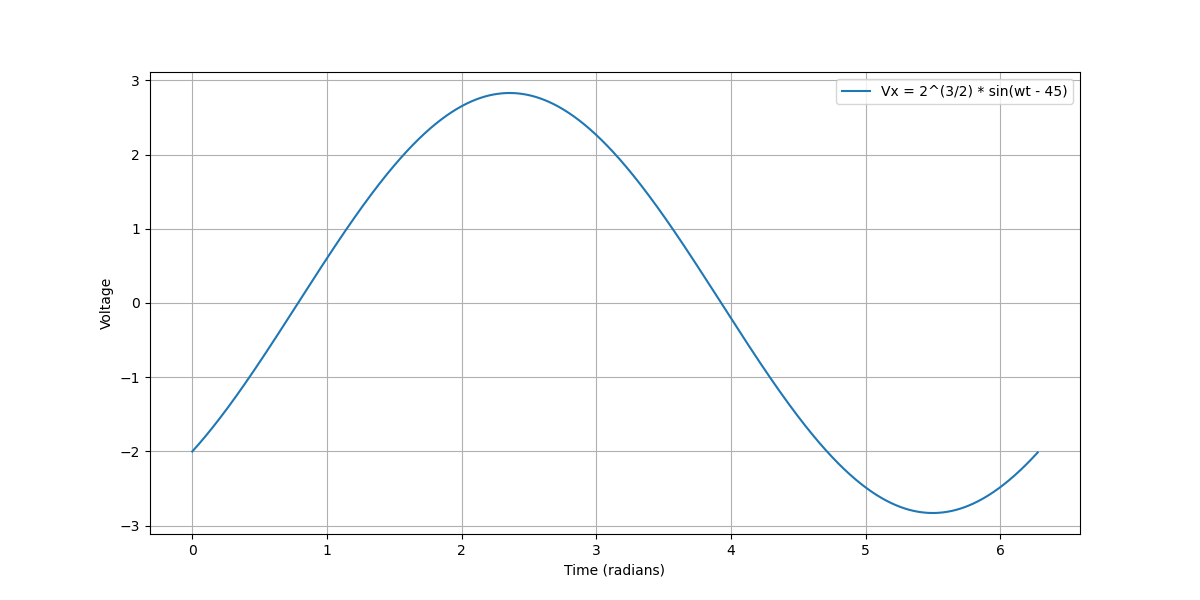 Vx = 2^(3/2) * sin(wt - 45)
3
2
1
0
−1
−2
−3
Voltage
0 1 2 3 4 5 6
Time (radians)